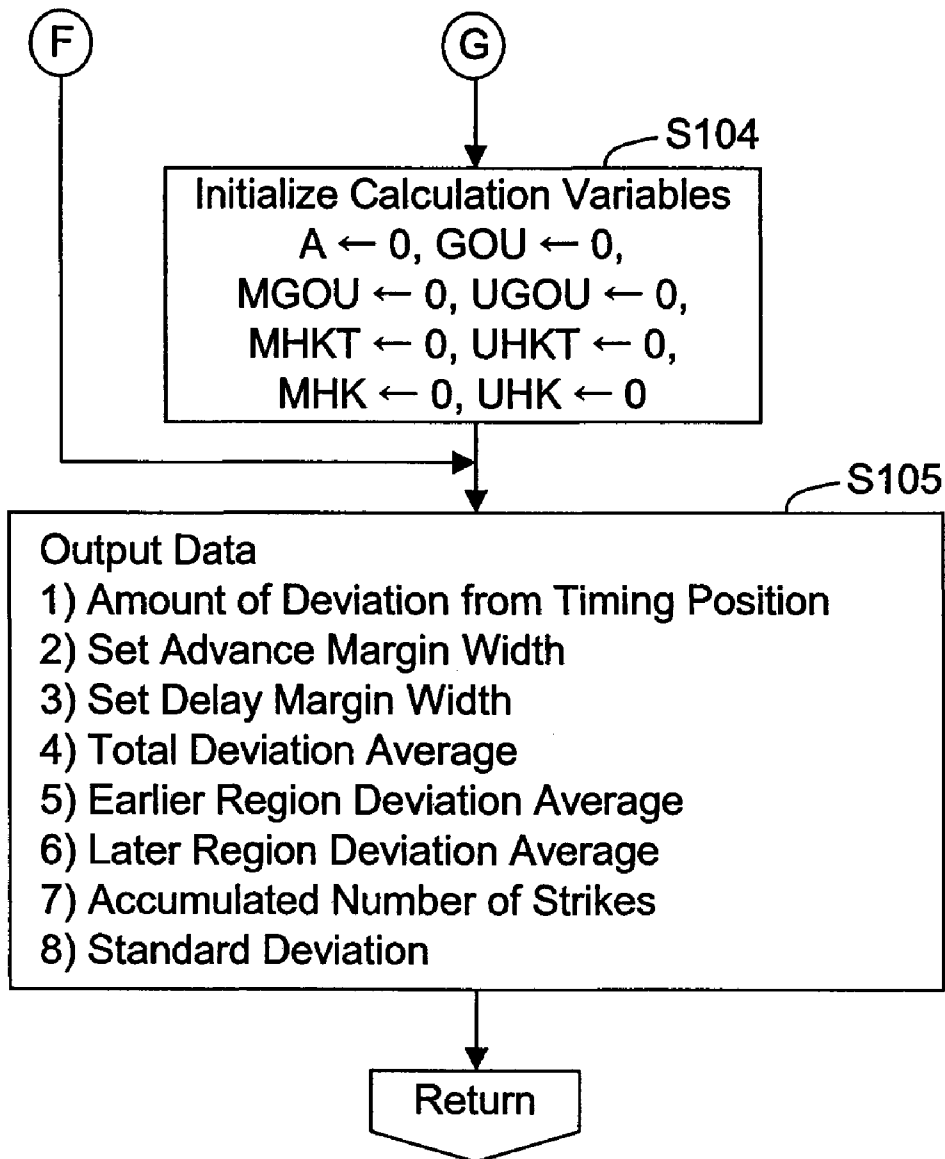 F
G
S104
Initialize Calculation Variables
A ← 0, GOU ← 0,
MGOU ← 0, UGOU ← 0,
MHKT ← 0, UHKT ← 0,
MHK ← 0, UHK ← 0
S105
Output Data
1) Amount of Deviation from Timing Position
2) Set Advance Margin Width
3) Set Delay Margin Width
4) Total Deviation Average
5) Earlier Region Deviation Average
6) Later Region Deviation Average
7) Accumulated Number of Strikes
8) Standard Deviation
Return